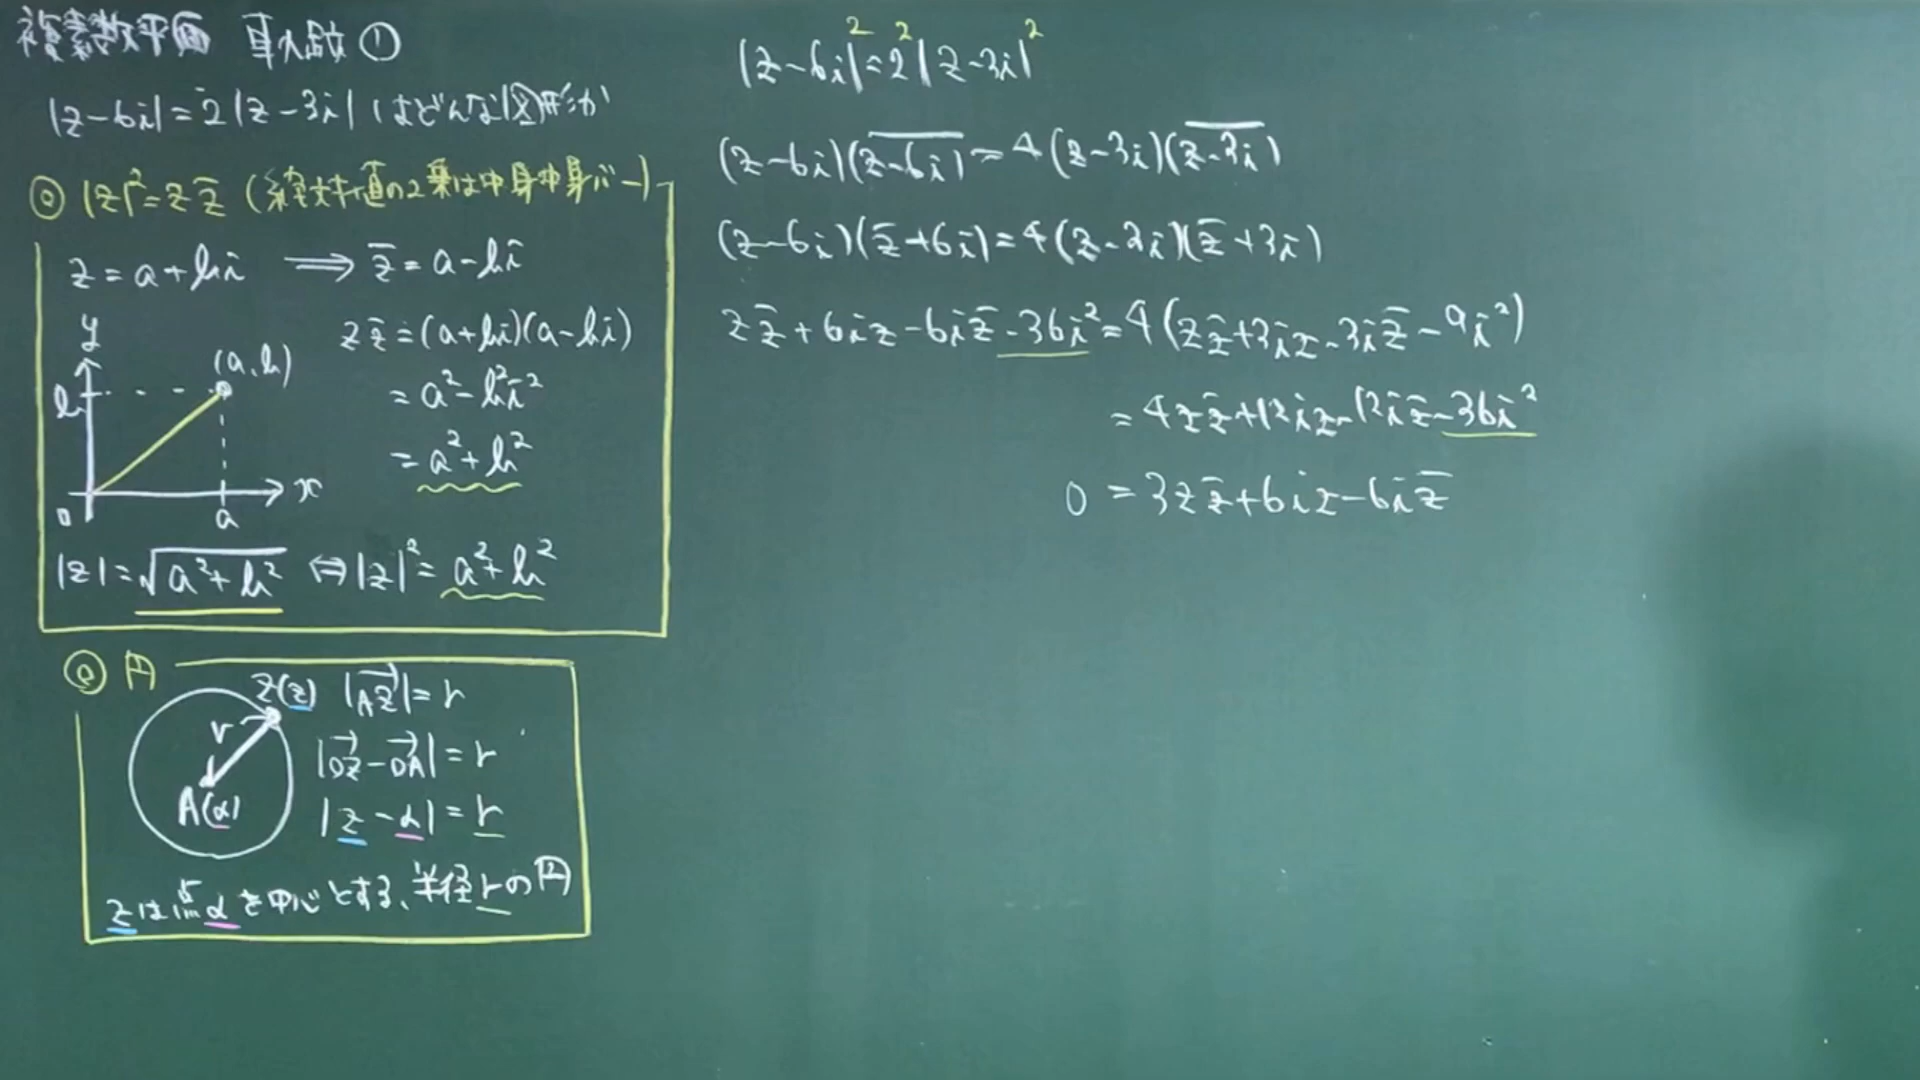 複素数平面 軌跡①
|z-6i|=2|z-3i| はどんな図形か
◎ |z|²=zz̅ (絶対値の2乗は中身中身バー)
z=a+bi ⟹ z̅=a-bi
zz̅=(a+bi)(a-bi)
=a²-b²i²
=a²+b²
y
(a,b)
b
0
a
x
|z|=√(a²+b²) ⇔ |z|²=a²+b²
◎ 円
Z(z)
r
A(α)
|AZ→|=r
|OZ→-OA→|=r
|z-α|=r
zは点αを中心とする、半径rの円
|z-6i|²=2²|z-3i|²
(z-6i)(z-6i)̅=4(z-3i)(z-3i)̅
(z-6i)(z̅+6i)=4(z-3i)(z̅+3i)
zz̅+6iz-6iz̅-36i²=4(zz̅+3iz-3iz̅-9i²)
=4zz̅+12iz-12iz̅-36i²
0=3zz̅+6iz-6iz̅